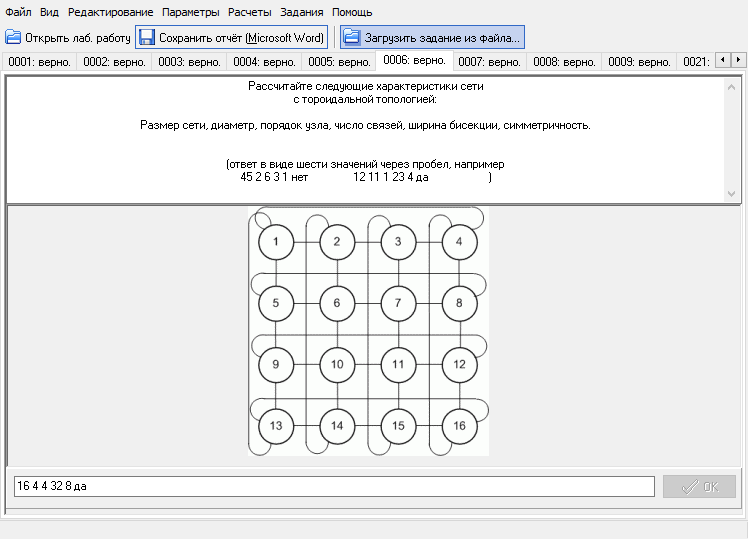 Файл Вид Редактирование Параметры Расчеты Задания Помощь
Открыть лаб. работу Сохранить отчёт (Microsoft Word) Загрузить задание из файла...
0001: верно. 0002: верно. 0003: верно. 0004: верно. 0005: верно. 0006: верно. 0007: верно. 0008: верно. 0009: верно. 0021:
Рассчитайте следующие характеристики сети
с тороидальной топологией:
Размер сети, диаметр, порядок узла, число связей, ширина бисекции, симметричность.
(ответ в виде шести значений через пробел, например
45 2 6 3 1 нет 12 11 1 23 4 да )
1 2 3 4
5 6 7 8
9 10 11 12
13 14 15 16
16 4 4 32 8 да
OK